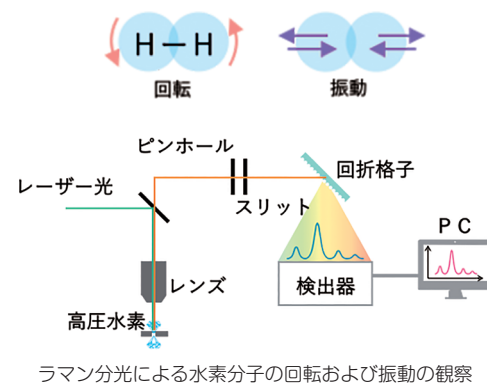 H－H
回転
振動
ピンホール
レーザー光
回折格子
スリット
PC
レンズ
検出器
高圧水素
ラマン分光による水素分子の回転および振動の観察